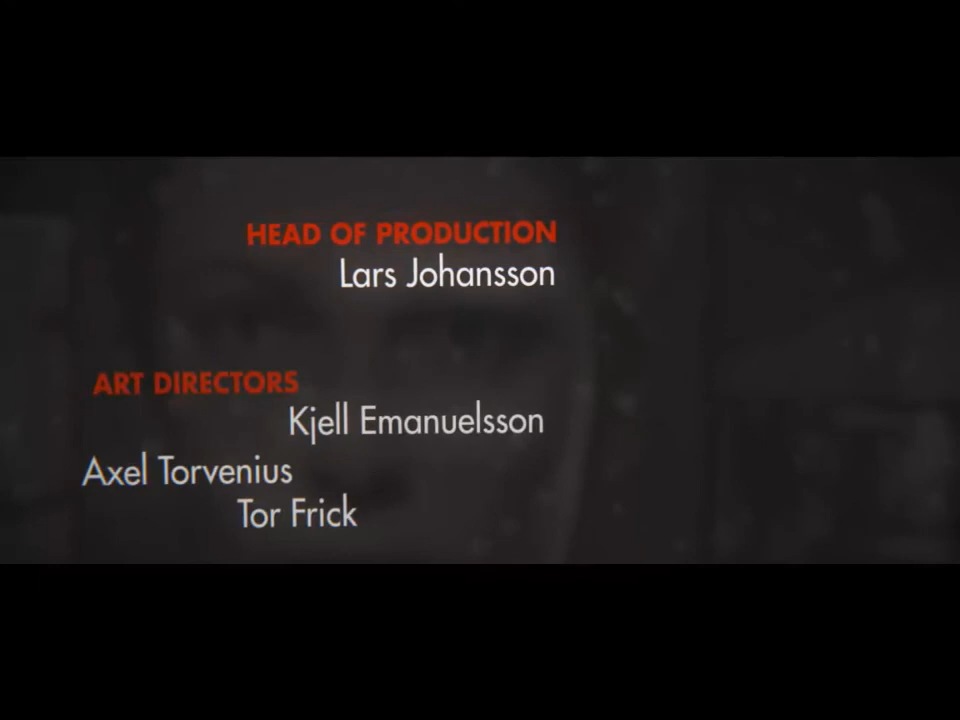 HEAD OF PRODUCTION
Lars Johansson
ART DIRECTORS
Kjell Emanuelsson
Axel Torvenius
Tor Frick